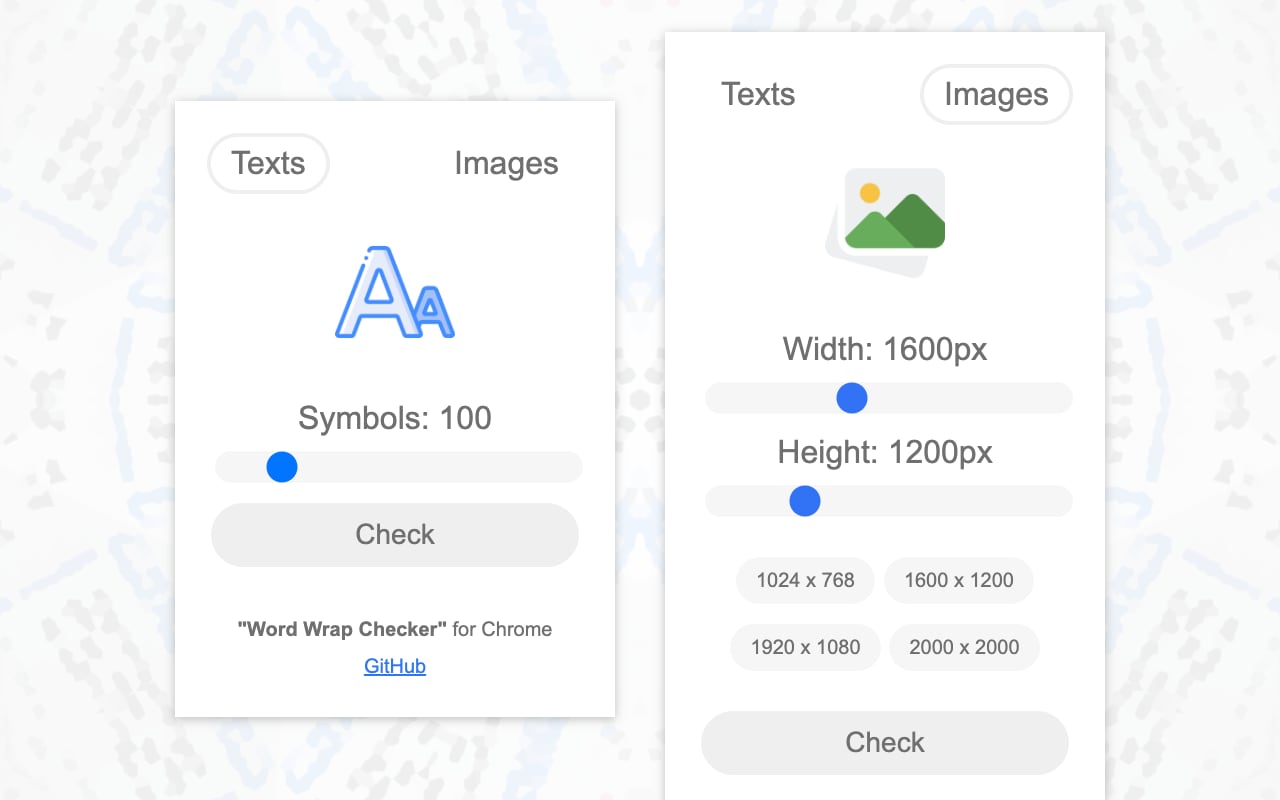 Texts Images
AA
Symbols: 100
Check
"Word Wrap Checker" for Chrome
GitHub
Texts Images
Width: 1600px
Height: 1200px
1024 x 768 1600 x 1200
1920 x 1080 2000 x 2000
Check